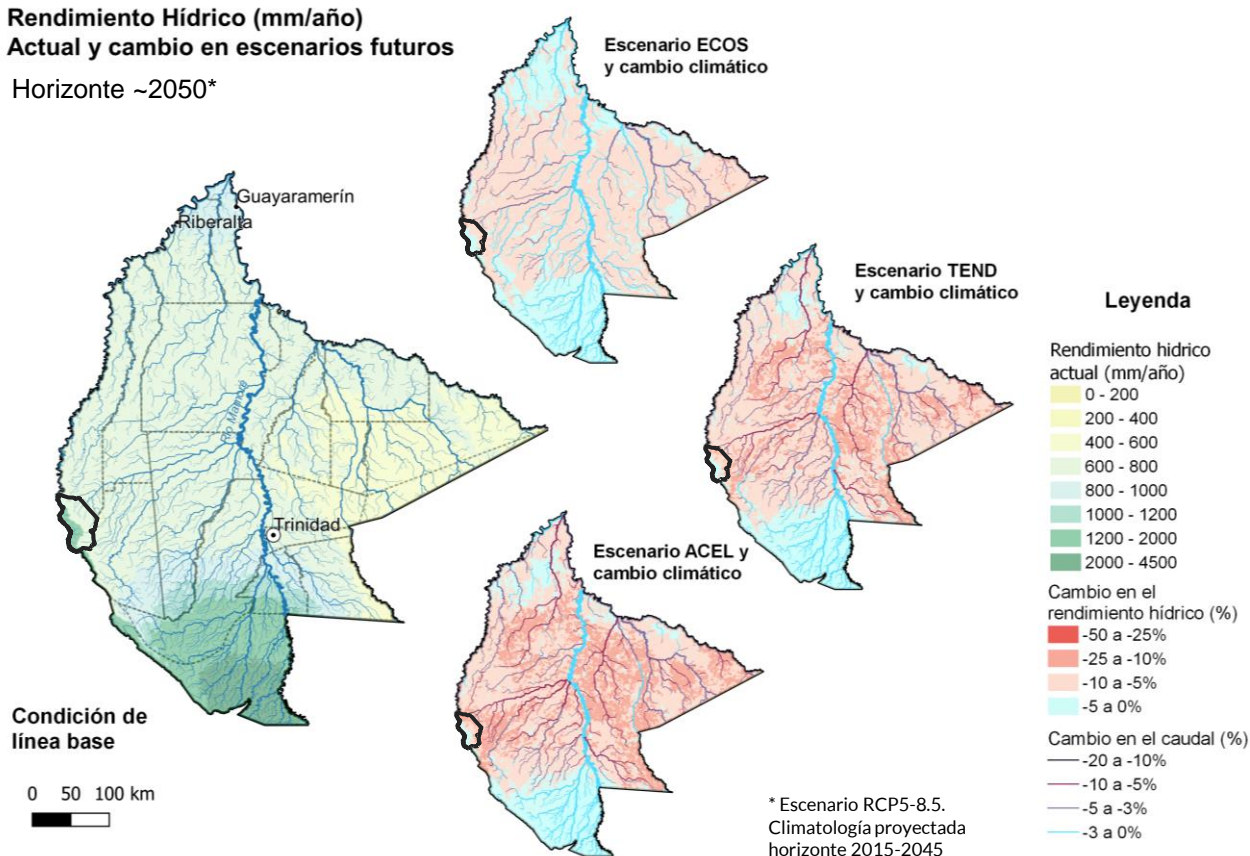 Rendimiento Hídrico (mm/año)
Actual y cambio en escenarios futuros
Horizonte ~2050*
Escenario ECOS
y cambio climático
Guayaramerín
Riberalta
Río Mamoré
Trinidad
Condición de
línea base
0 50 100 km
Escenario TEND
y cambio climático
Escenario ACEL y
cambio climático
* Escenario RCP5-8.5.
Climatología proyectada
horizonte 2015-2045
Leyenda
Rendimiento hidrico
actual (mm/año)
0 - 200
200 - 400
400 - 600
600 - 800
800 - 1000
1000 - 1200
1200 - 2000
2000 - 4500
Cambio en el
rendimiento hídrico (%)
-50 a -25%
-25 a -10%
-10 a -5%
-5 a 0%
Cambio en el caudal (%)
-20 a -10%
-10 a -5%
-5 a -3%
-3 a 0%